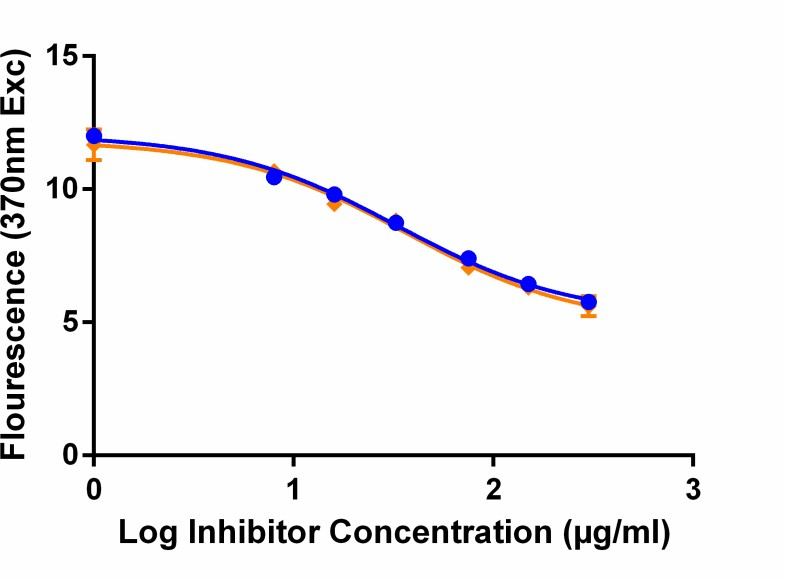 Flourescence (370nm Exc)
15
10
5
0
0 1 2 3
Log Inhibitor Concentration (µg/ml)